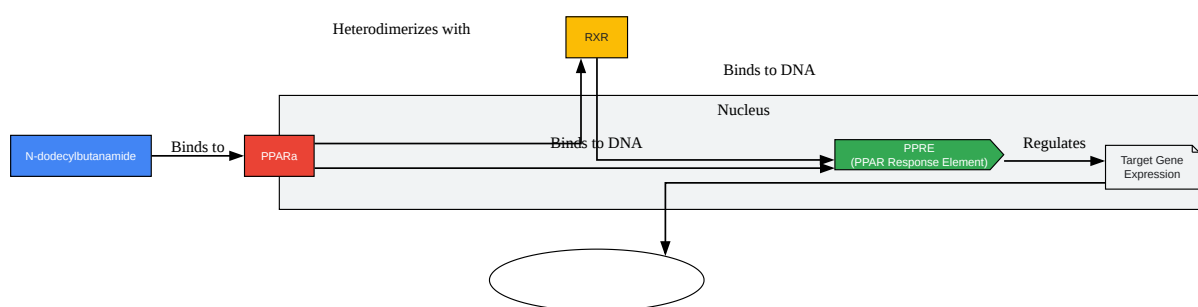 Heterodimerizes with
RXR
Binds to DNA
Nucleus
N-dodecylbutanamide
Binds to
PPARa
Binds to DNA
PPRE
(PPAR Response Element)
Regulates
Target Gene
Expression